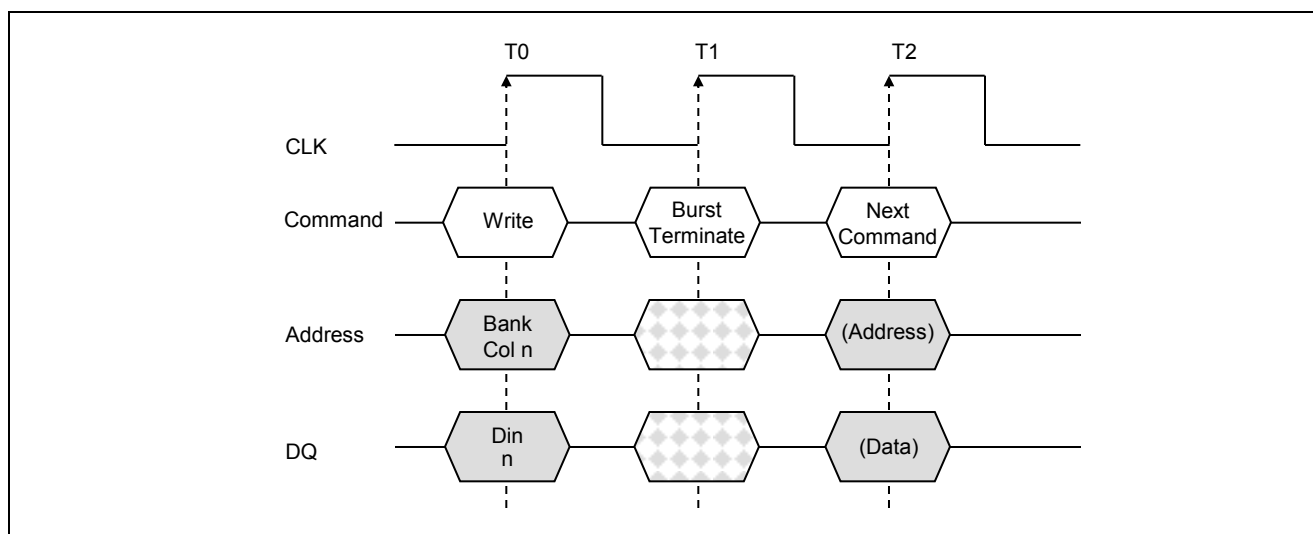 T0 T1 T2
CLK
Command Write Burst Terminate Next Command
Address Bank Col n (Address)
DQ Din n (Data)